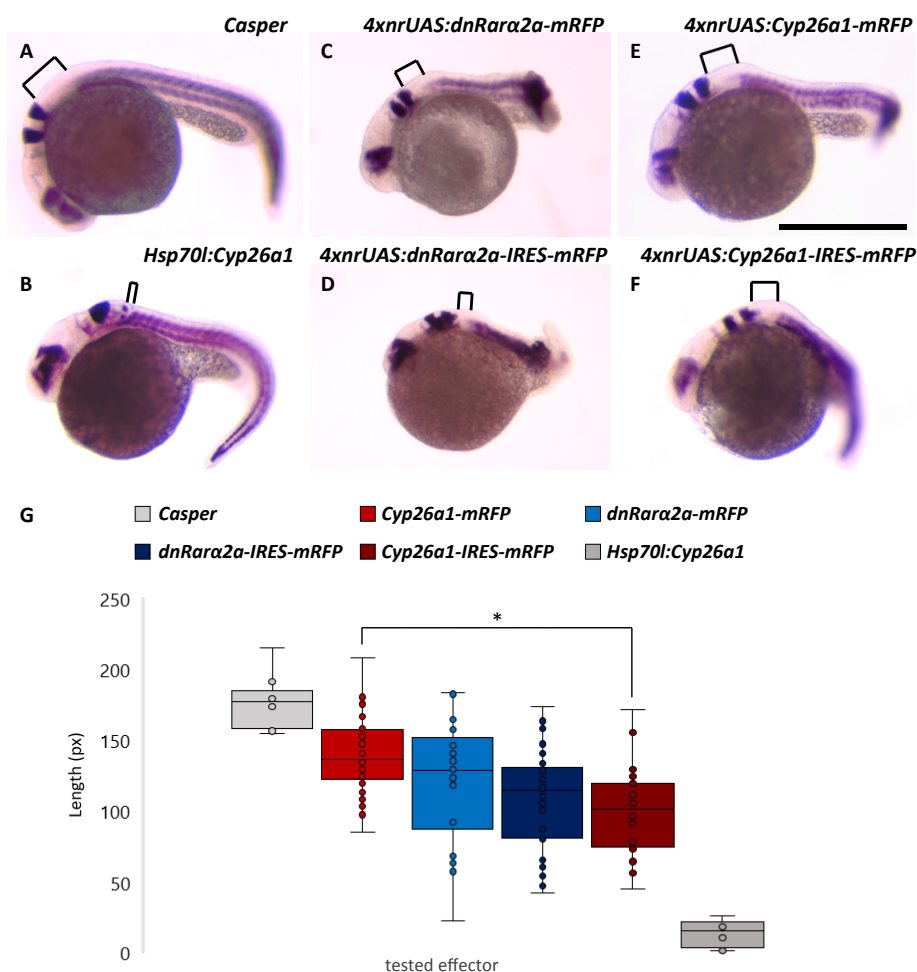 Casper
4xnrUAS:dnRarα2a-mRFP
4xnrUAS:Cyp26a1-mRFP
A
C
E
Hsp70l:Cyp26a1
4xnrUAS:dnRarα2a-IRES-mRFP
4xnrUAS:Cyp26a1-IRES-mRFP
B
D
F
G
Casper
Cyp26a1-mRFP
dnRarα2a-mRFP
dnRarα2a-IRES-mRFP
Cyp26a1-IRES-mRFP
Hsp70l:Cyp26a1
250
*
200
150
Length (px)
100
50
0
tested effector